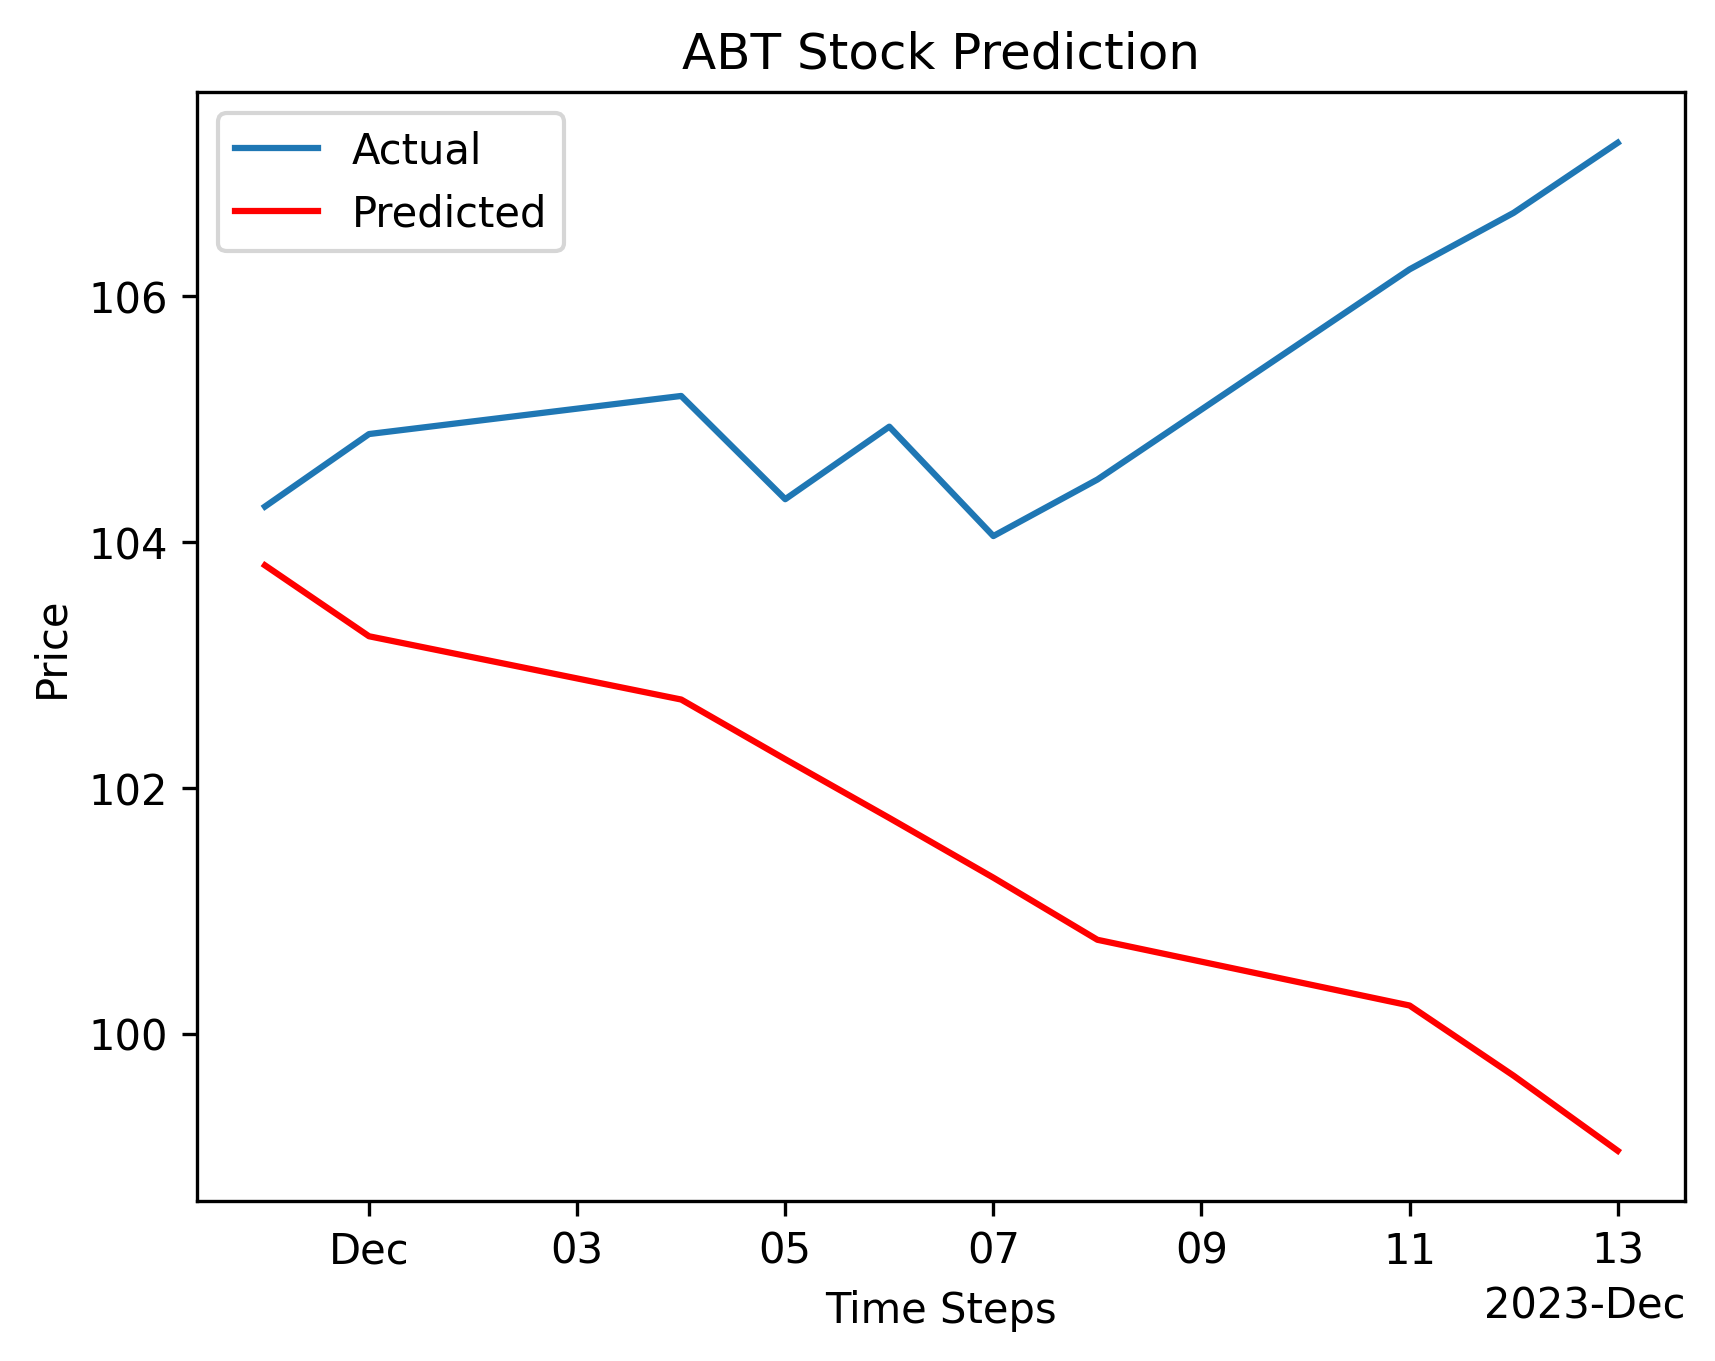 ABT Stock Prediction
Actual
Predicted
106
104
102
100
Price
Dec 03 05 07 09 11 13
2023-Dec
Time Steps